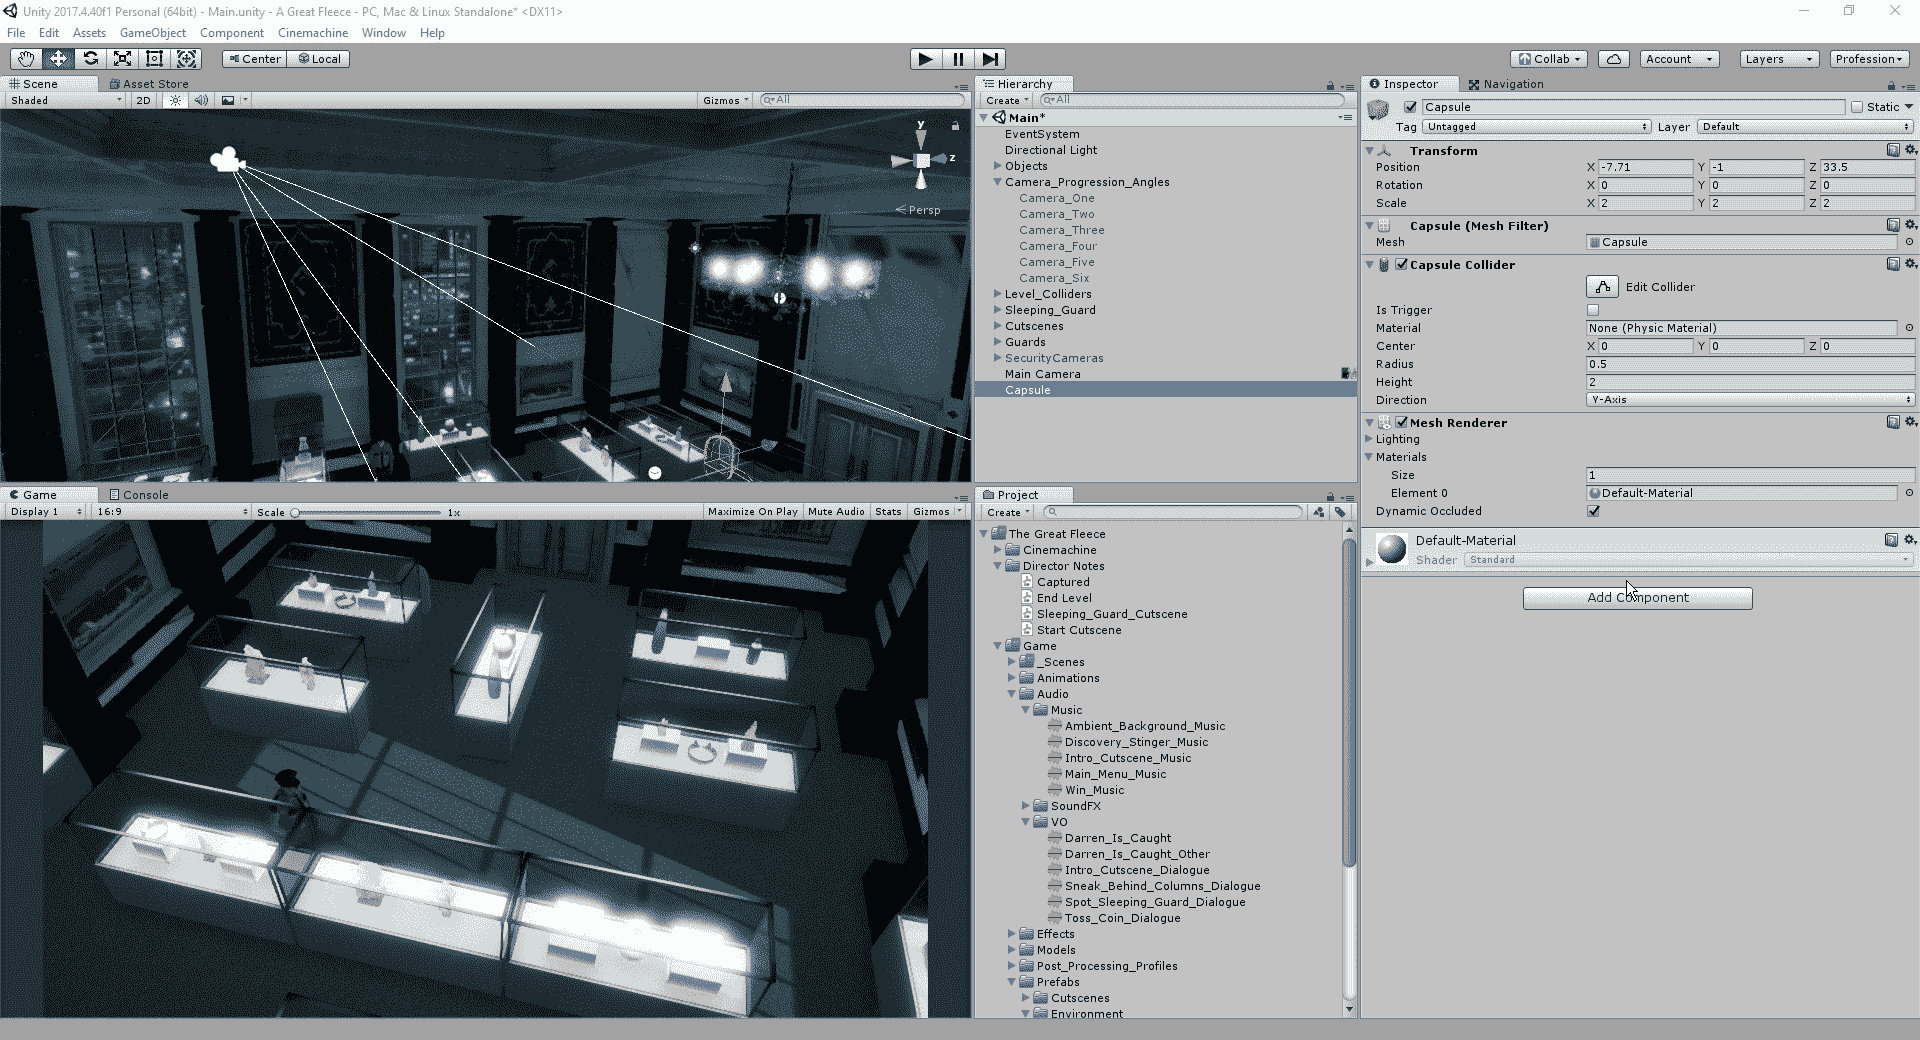 Unity 2017.4.40f1 Personal (64bit) - Main.unity - A Great Fleece - PC, Mac & Linux Standalone* <DX11>
File Edit Assets GameObject Component Cinemachine Window Help
Center Local Collab Account Layers Profession
Scene Asset Store
Shaded 2D Gizmos All
y
z
Persp
Game Console
Display 1 16:9 Scale 1x Maximize On Play Mute Audio Stats Gizmos
Hierarchy
Create All
Main*
EventSystem
Directional Light
Objects
Camera_Progression_Angles
Camera_One
Camera_Two
Camera_Three
Camera_Four
Camera_Five
Camera_Six
Level_Colliders
Sleeping_Guard
Cutscenes
Guards
SecurityCameras
Main Camera
Capsule
Project
Create
The Great Fleece
Cinemachine
Director Notes
Captured
End Level
Sleeping_Guard_Cutscene
Start Cutscene
Game
_Scenes
Animations
Audio
Music
Ambient_Background_Music
Discovery_Stinger_Music
Intro_Cutscene_Music
Main_Menu_Music
Win_Music
SoundFX
VO
Darren_Is_Caught
Darren_Is_Caught_Other
Intro_Cutscene_Dialogue
Sneak_Behind_Columns_Dialogue
Spot_Sleeping_Guard_Dialogue
Toss_Coin_Dialogue
Effects
Models
Post_Processing_Profiles
Prefabs
Cutscenes
Environment
Inspector Navigation
Capsule Static
Tag Untagged Layer Default
Transform
Position X -7.71 Y -1 Z 33.5
Rotation X 0 Y 0 Z 0
Scale X 2 Y 2 Z 2
Capsule (Mesh Filter)
Mesh Capsule
Capsule Collider
Edit Collider
Is Trigger
Material None (Physic Material)
Center X 0 Y 0 Z 0
Radius 0.5
Height 2
Direction Y-Axis
Mesh Renderer
Lighting
Materials
Size 1
Element 0 Default-Material
Dynamic Occluded
Default-Material
Shader Standard
Add Component